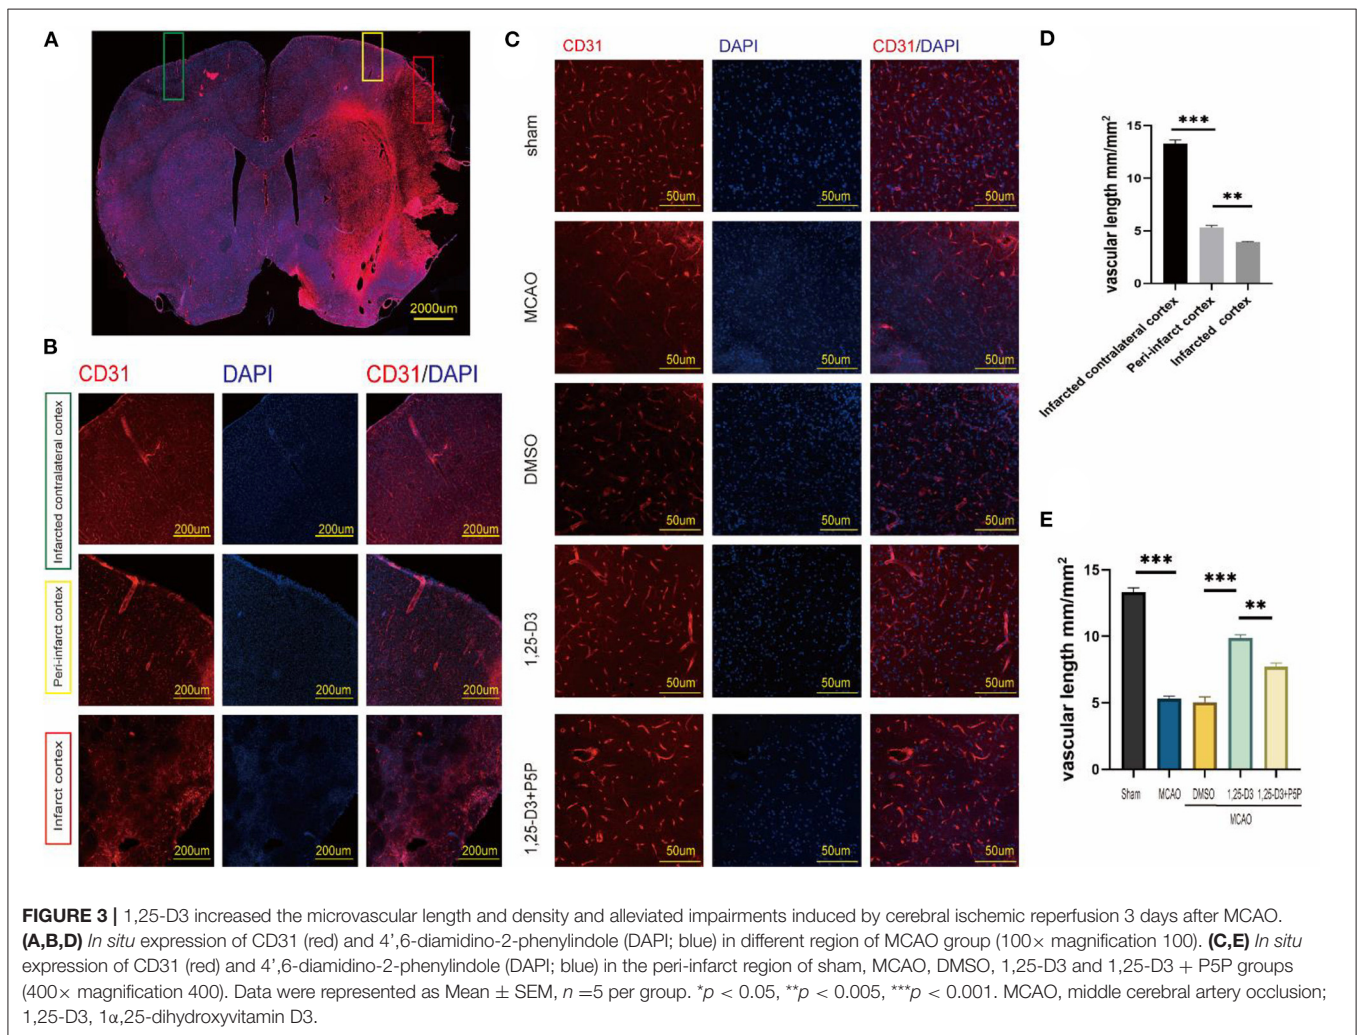 A
2000um
B
CD31 DAPI CD31/DAPI
Infarcted contralateral cortex
200um 200um 200um
Peri-infarct cortex
200um 200um 200um
Infarct cortex
200um 200um 200um
C
CD31 DAPI CD31/DAPI
sham
50um 50um 50um
MCAO
50um 50um 50um
DMSO
50um 50um 50um
1,25-D3
50um 50um 50um
1,25-D3+P5P
50um 50um 50um
D
vascular length mm/mm²
15
10
5
0
***
**
Infarcted contralateral cortex
Peri-infarct cortex
Infarcted cortex
E
vascular length mm/mm²
15
10
5
0
*** *** **
Sham MCAO DMSO 1,25-D3 1,25-D3+P5P
MCAO
FIGURE 3 | 1,25-D3 increased the microvascular length and density and alleviated impairments induced by cerebral ischemic reperfusion 3 days after MCAO.
(A,B,D) In situ expression of CD31 (red) and 4’,6-diamidino-2-phenylindole (DAPI; blue) in different region of MCAO group (100× magnification 100). (C,E) In situ
expression of CD31 (red) and 4’,6-diamidino-2-phenylindole (DAPI; blue) in the peri-infarct region of sham, MCAO, DMSO, 1,25-D3 and 1,25-D3 + P5P groups
(400× magnification 400). Data were represented as Mean ± SEM, n =5 per group. *p < 0.05, **p < 0.005, ***p < 0.001. MCAO, middle cerebral artery occlusion;
1,25-D3, 1α,25-dihydroxyvitamin D3.